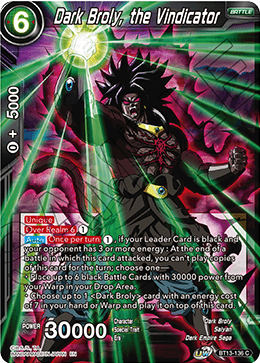 6
Dark Broly, the Vindicator
BATTLE
0 + 5000
Unique
Over Realm 6 1
Auto Once per turn 1, if your Leader Card is black and
your opponent has 3 or more energy : At the end of a
battle in which this card attacked, you can't play copies
of this card for the turn; choose one—
・Place up to 6 black Battle Cards with 30000 power
from your Warp in your Drop Area.
・Choose up to 1 <Dark Broly> card with an energy cost of
7 in your hand or Warp and play it on top of this card.
POWER 30000
Character
Dark Broly
Special Trait
Saiyan
Era
Dark Empire Saga
BT13-136 C